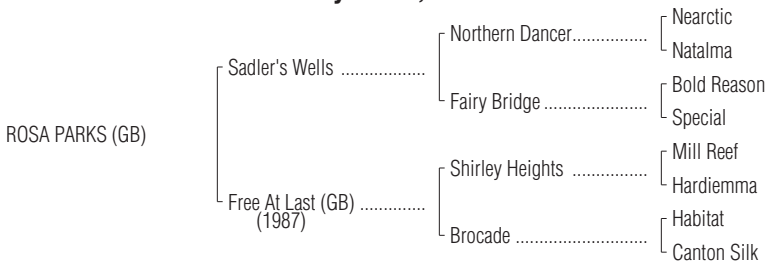 Nearctic
Northern Dancer
Natalma
Sadler's Wells
Bold Reason
Fairy Bridge
Special
ROSA PARKS (GB)
Mill Reef
Shirley Heights
Hardiemma
Free At Last (GB)
(1987)
Habitat
Brocade
Canton Silk